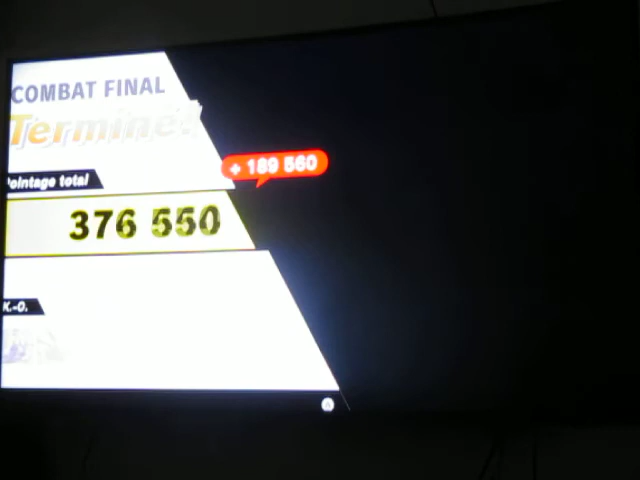 COMBAT FINAL
Terminé!
+ 189 560
Pointage total
376 550
K.-O.